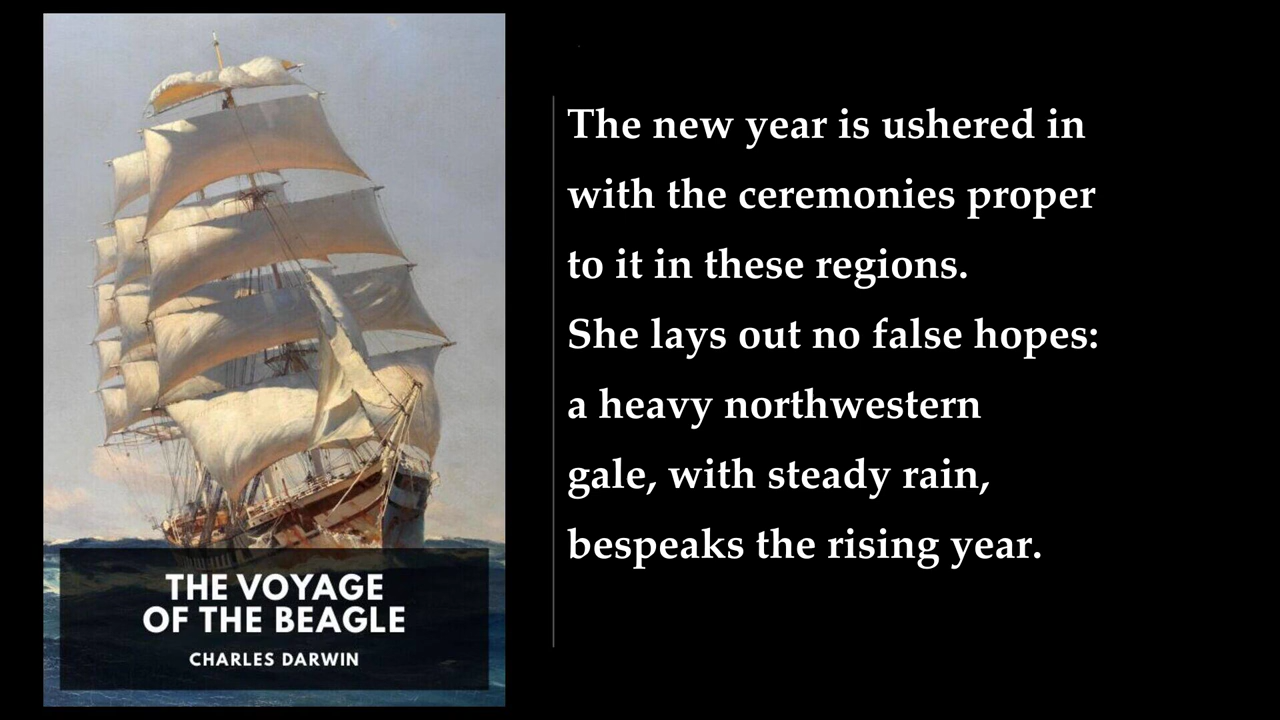 THE VOYAGE
OF THE BEAGLE
CHARLES DARWIN
The new year is ushered in
with the ceremonies proper
to it in these regions.
She lays out no false hopes:
a heavy northwestern
gale, with steady rain,
bespeaks the rising year.